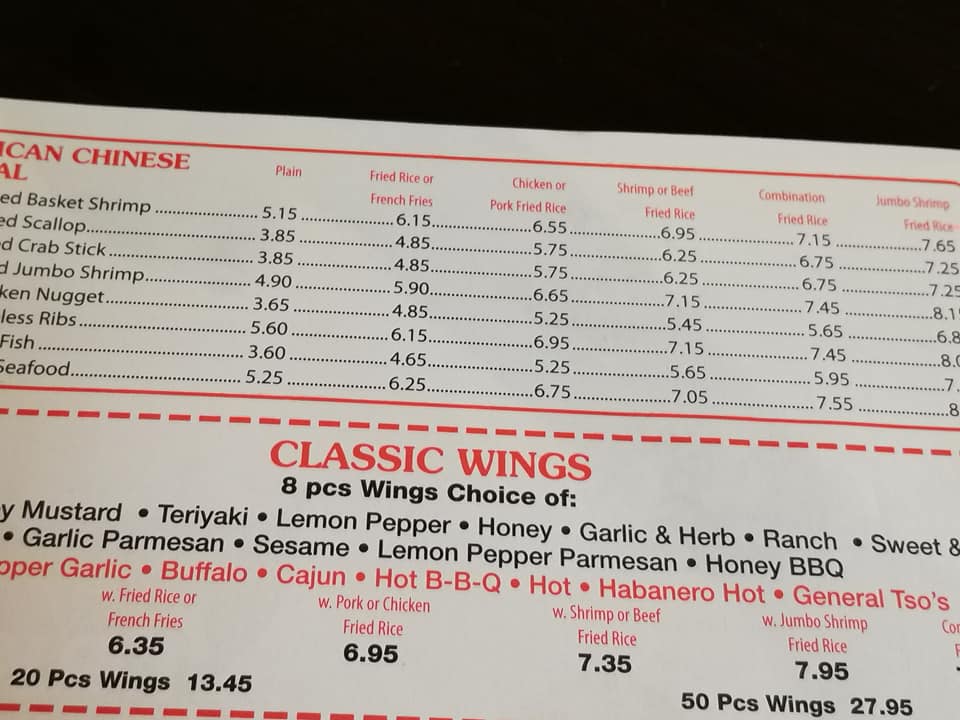 ICAN CHINESE
AL
Plain Fried Rice or French Fries Chicken or Pork Fried Rice Shrimp or Beef Fried Rice Combination Fried Rice Jumbo Shrimp Fried Rice
ed Basket Shrimp 5.15 6.15 6.55 6.95 7.15 7.65
ed Scallop 3.85 4.85 5.75 6.25 6.75 7.25
d Crab Stick 3.85 4.85 5.75 6.25 6.75 7.25
d Jumbo Shrimp 4.90 5.90 6.65 7.15 7.45 8.1
ken Nugget 3.65 4.85 5.25 5.45 5.65 6.8
less Ribs 5.60 6.15 6.95 7.15 7.45 8.
Fish 3.60 4.65 5.25 5.65 5.95 7.
Seafood 5.25 6.25 6.75 7.05 7.55 8
CLASSIC WINGS
8 pcs Wings Choice of:
y Mustard • Teriyaki • Lemon Pepper • Honey • Garlic & Herb • Ranch • Sweet &
• Garlic Parmesan • Sesame • Lemon Pepper Parmesan • Honey BBQ
pper Garlic • Buffalo • Cajun • Hot B-B-Q • Hot • Habanero Hot • General Tso's
w. Fried Rice or w. Pork or Chicken w. Shrimp or Beef w. Jumbo Shrimp Co
French Fries Fried Rice Fried Rice Fried Rice F
6.35 6.95 7.35 7.95
20 Pcs Wings 13.45 50 Pcs Wings 27.95